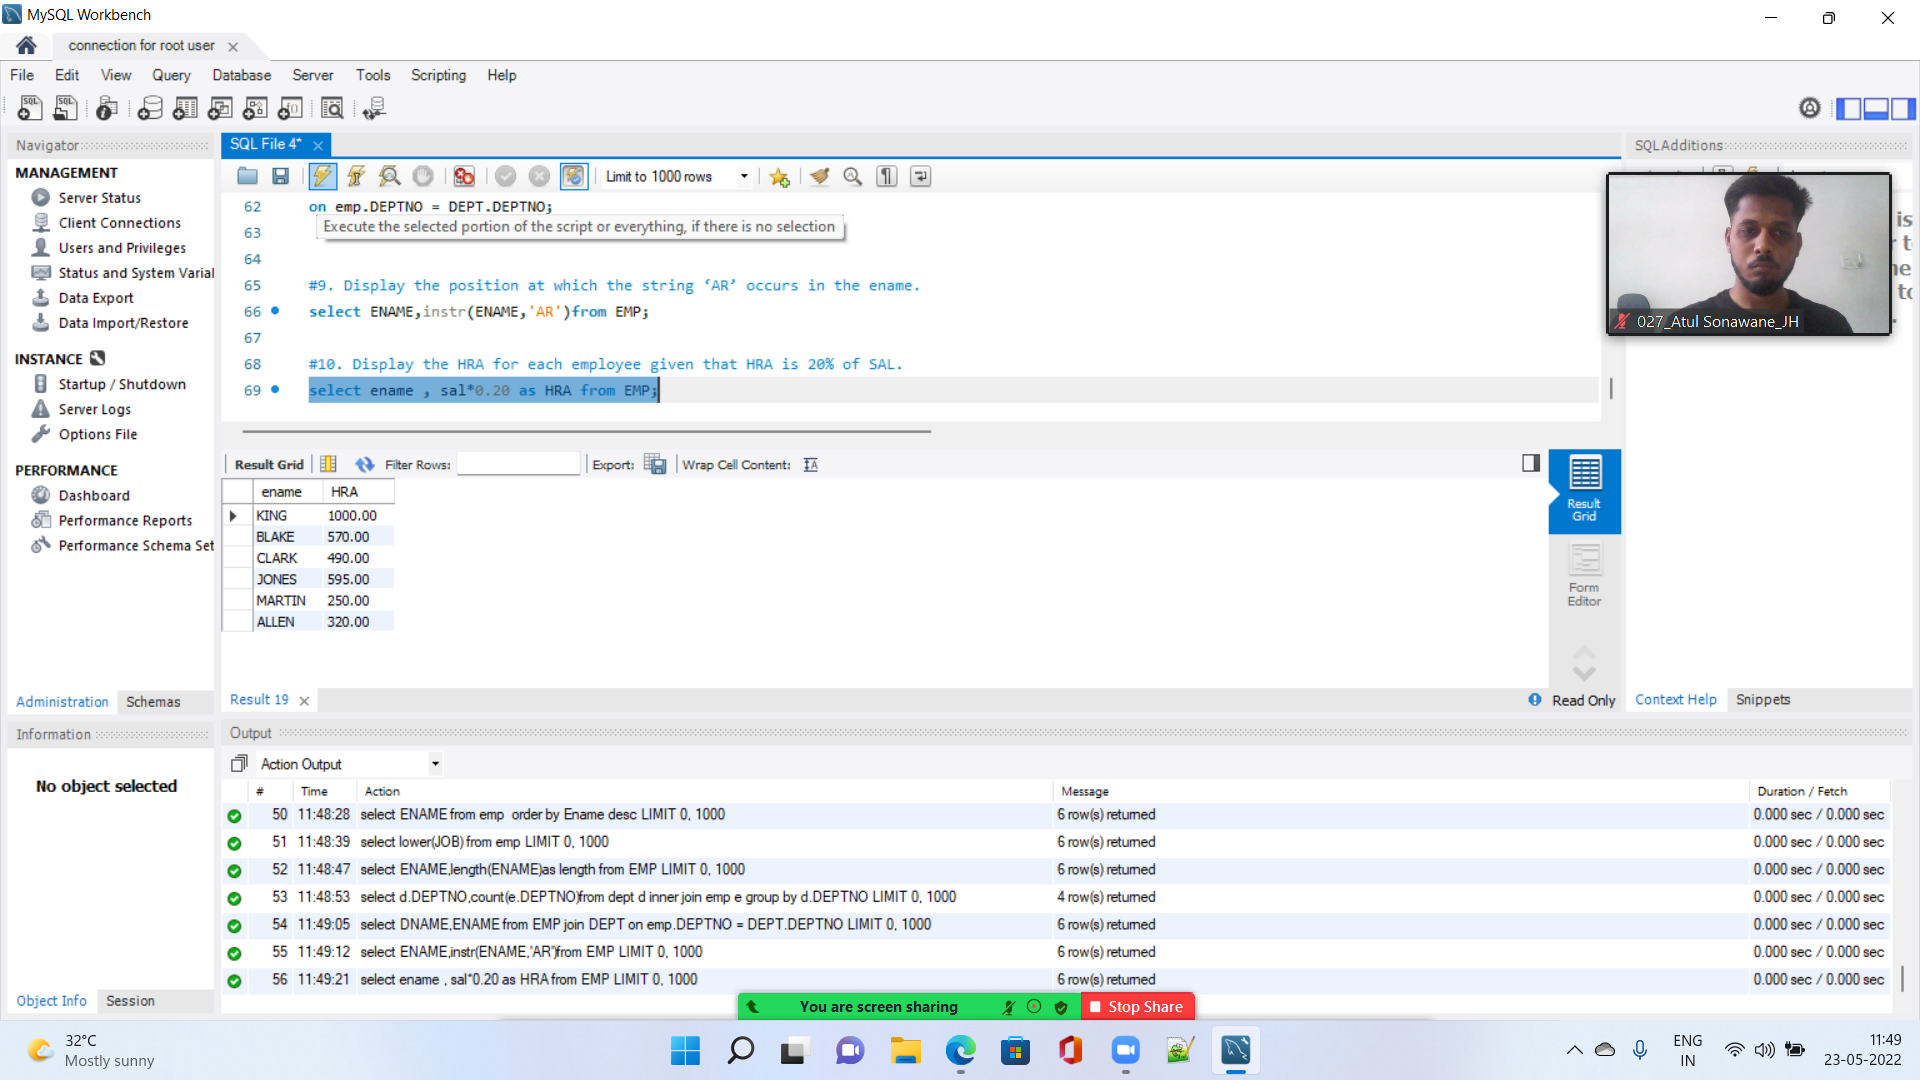 MySQL Workbench
connection for root user
File Edit View Query Database Server Tools Scripting Help
Navigator
SQL File 4*
SQLAdditions
MANAGEMENT
Server Status
Client Connections
Users and Privileges
Status and System Varial
Data Export
Data Import/Restore
INSTANCE
Startup / Shutdown
Server Logs
Options File
PERFORMANCE
Dashboard
Performance Reports
Performance Schema Set
Administration Schemas
Limit to 1000 rows
62 on emp.DEPTNO = DEPT.DEPTNO;
63
Execute the selected portion of the script or everything, if there is no selection
64
65 #9. Display the position at which the string ‘AR’ occurs in the ename.
66 select ENAME,instr(ENAME,'AR')from EMP;
67
68 #10. Display the HRA for each employee given that HRA is 20% of SAL.
69 select ename , sal*0.20 as HRA from EMP;
027_Atul Sonawane_JH
Result Grid Filter Rows: Export: Wrap Cell Content:
ename HRA
KING 1000.00
BLAKE 570.00
CLARK 490.00
JONES 595.00
MARTIN 250.00
ALLEN 320.00
Result Grid
Form Editor
Result 19
Read Only
Context Help Snippets
Information
No object selected
Object Info Session
Output
Action Output
# Time Action Message Duration / Fetch
50 11:48:28 select ENAME from emp  order by Ename desc LIMIT 0, 1000 6 row(s) returned 0.000 sec / 0.000 sec
51 11:48:39 select lower(JOB) from emp LIMIT 0, 1000 6 row(s) returned 0.000 sec / 0.000 sec
52 11:48:47 select ENAME,length(ENAME)as length from EMP LIMIT 0, 1000 6 row(s) returned 0.000 sec / 0.000 sec
53 11:48:53 select d.DEPTNO,count(e.DEPTNO)from dept d inner join emp e group by d.DEPTNO LIMIT 0, 1000 4 row(s) returned 0.000 sec / 0.000 sec
54 11:49:05 select DNAME,ENAME from EMP join DEPT on emp.DEPTNO = DEPT.DEPTNO LIMIT 0, 1000 6 row(s) returned 0.000 sec / 0.000 sec
55 11:49:12 select ENAME,instr(ENAME,'AR')from EMP LIMIT 0, 1000 6 row(s) returned 0.000 sec / 0.000 sec
56 11:49:21 select ename , sal*0.20 as HRA from EMP LIMIT 0, 1000 6 row(s) returned 0.000 sec / 0.000 sec
You are screen sharing Stop Share
32°C
Mostly sunny
ENG
IN
11:49
23-05-2022